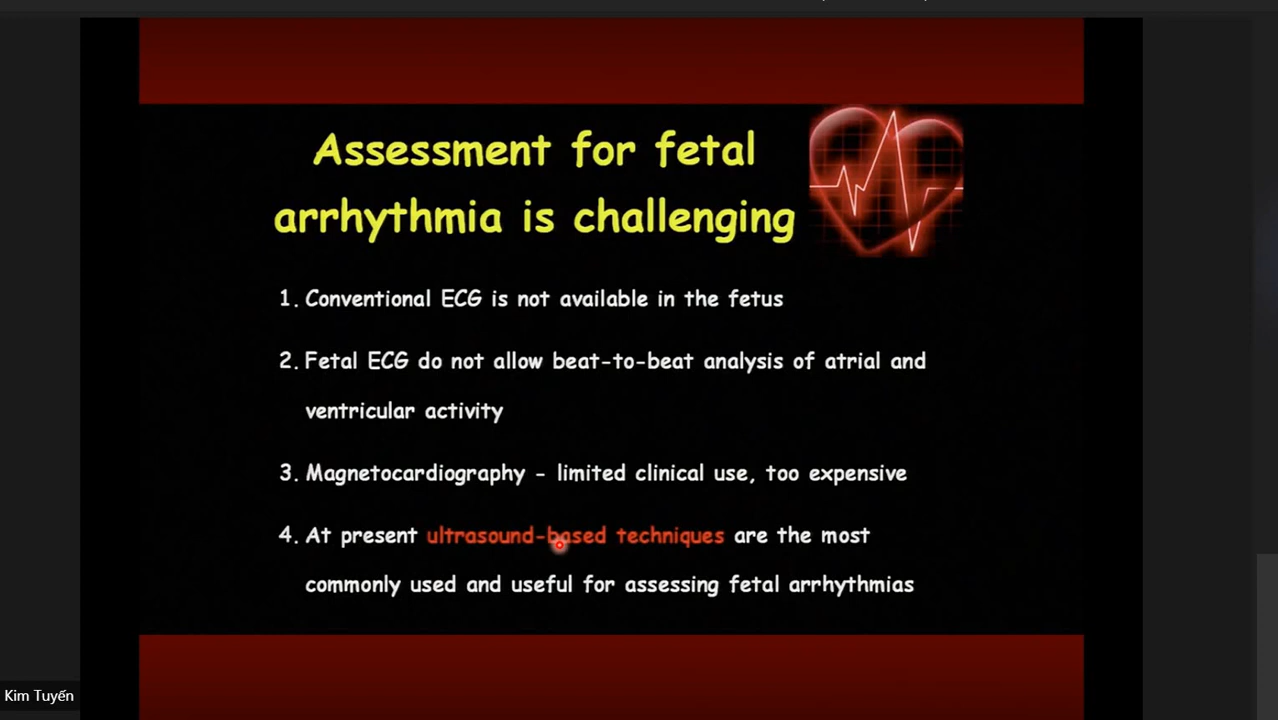 Assessment for fetal
arrhythmia is challenging
1. Conventional ECG is not available in the fetus
2. Fetal ECG do not allow beat-to-beat analysis of atrial and
ventricular activity
3. Magnetocardiography - limited clinical use, too expensive
4. At present ultrasound-based techniques are the most
commonly used and useful for assessing fetal arrhythmias
Kim Tuyến